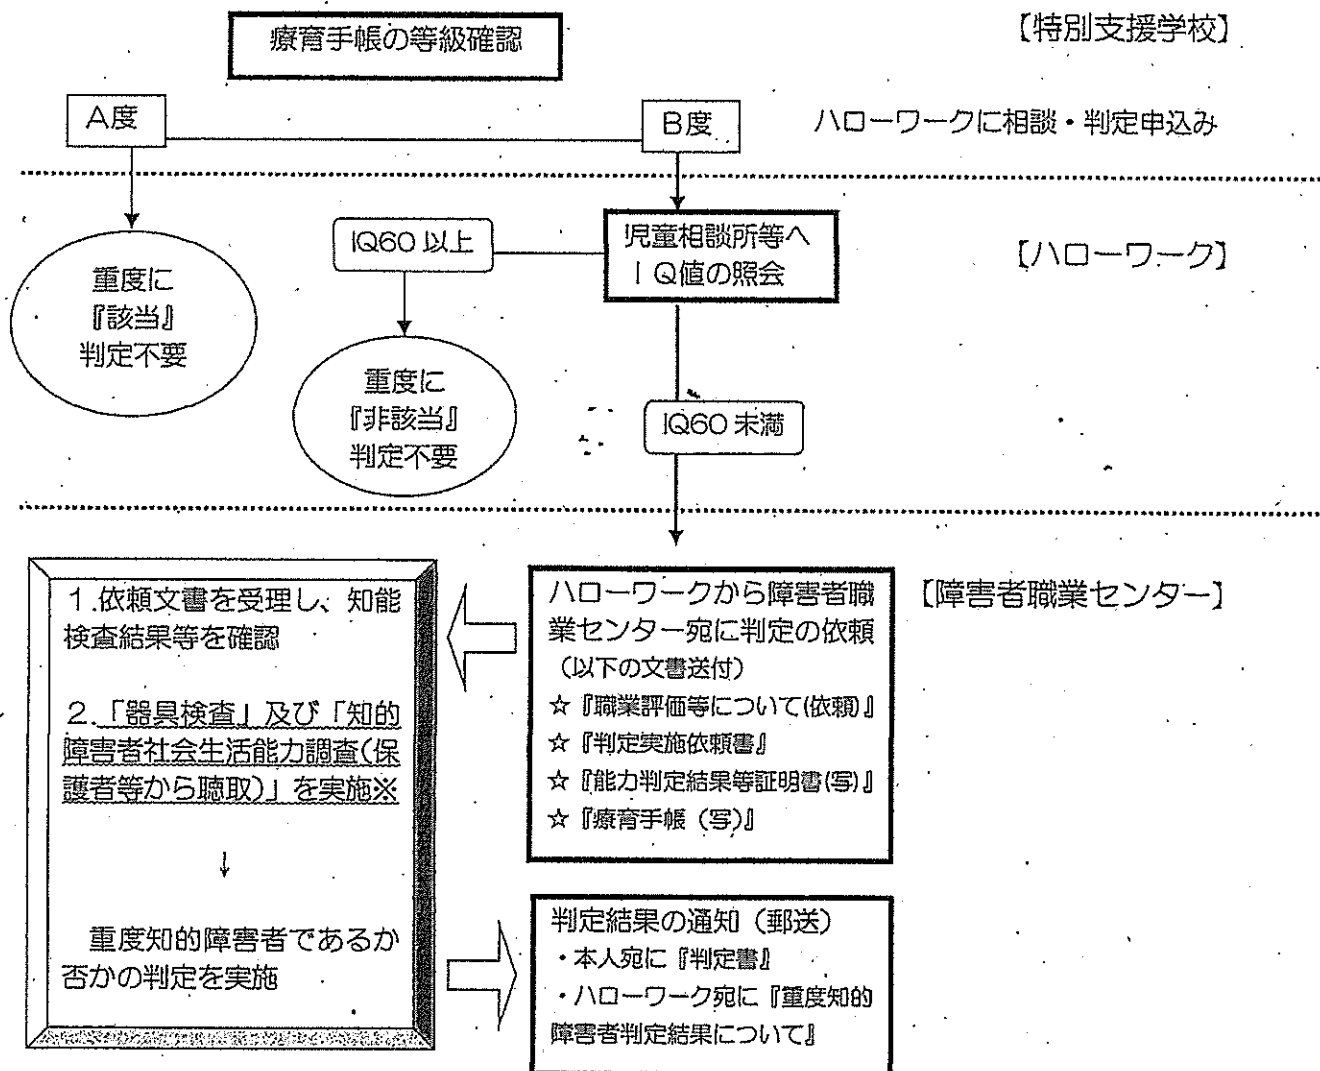 療育手帳の等級確認
【特別支援学校】
A度
B度
ハローワークに相談・判定申込み
IQ60以上
児童相談所等へ
IQ値の照会
【ハローワーク】
重度に
『該当』
判定不要
重度に
『非該当』
判定不要
IQ60未満
1.依頼文書を受理し、知能
検査結果等を確認
2.「器具検査」及び「知的
障害者社会生活能力調査(保
護者等から聴取)」を実施※
↓
重度知的障害者であるか
否かの判定を実施
ハローワークから障害者職
業センター宛に判定の依頼
(以下の文書送付)
☆『職業評価等について(依頼)』
☆『判定実施依頼書』
☆『能力判定結果等証明書(写)』
☆『療育手帳(写)』
【障害者職業センター】
判定結果の通知(郵送)
・本人宛に『判定書』
・ハローワーク宛に『重度知的
障害者判定結果について』